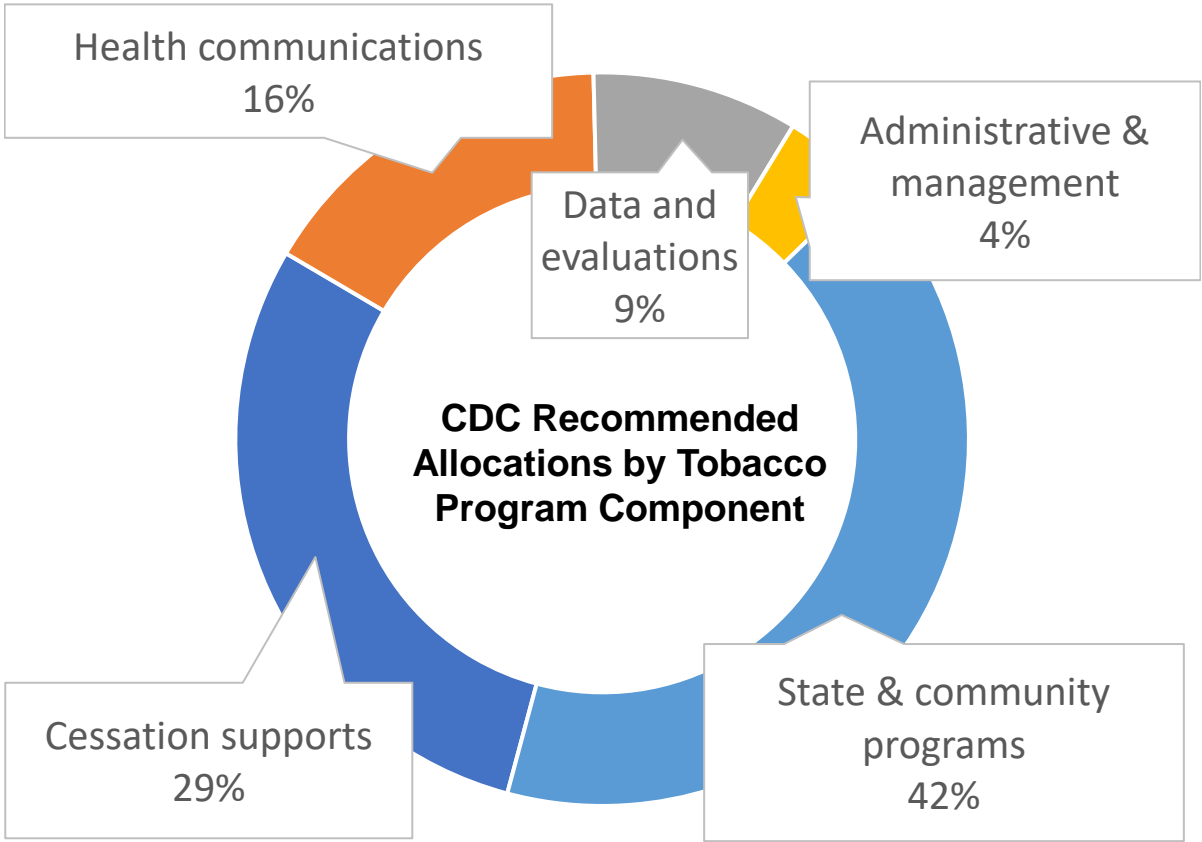 Health communications
16%
Administrative &
management
4%
Data and
evaluations
9%
CDC Recommended
Allocations by Tobacco
Program Component
Cessation supports
29%
State & community
programs
42%